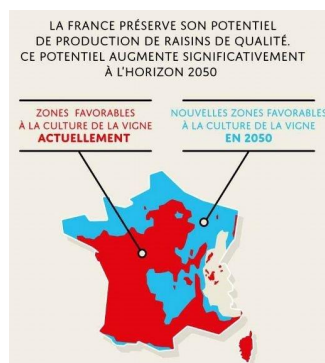 LA FRANCE PRÉSERVE SON POTENTIEL
DE PRODUCTION DE RAISINS DE QUALITÉ.
CE POTENTIEL AUGMENTE SIGNIFICATIVEMENT
À L'HORIZON 2050
ZONES FAVORABLES
À LA CULTURE DE LA VIGNE
ACTUELLEMENT
NOUVELLES ZONES FAVORABLES
À LA CULTURE DE LA VIGNE
EN 2050